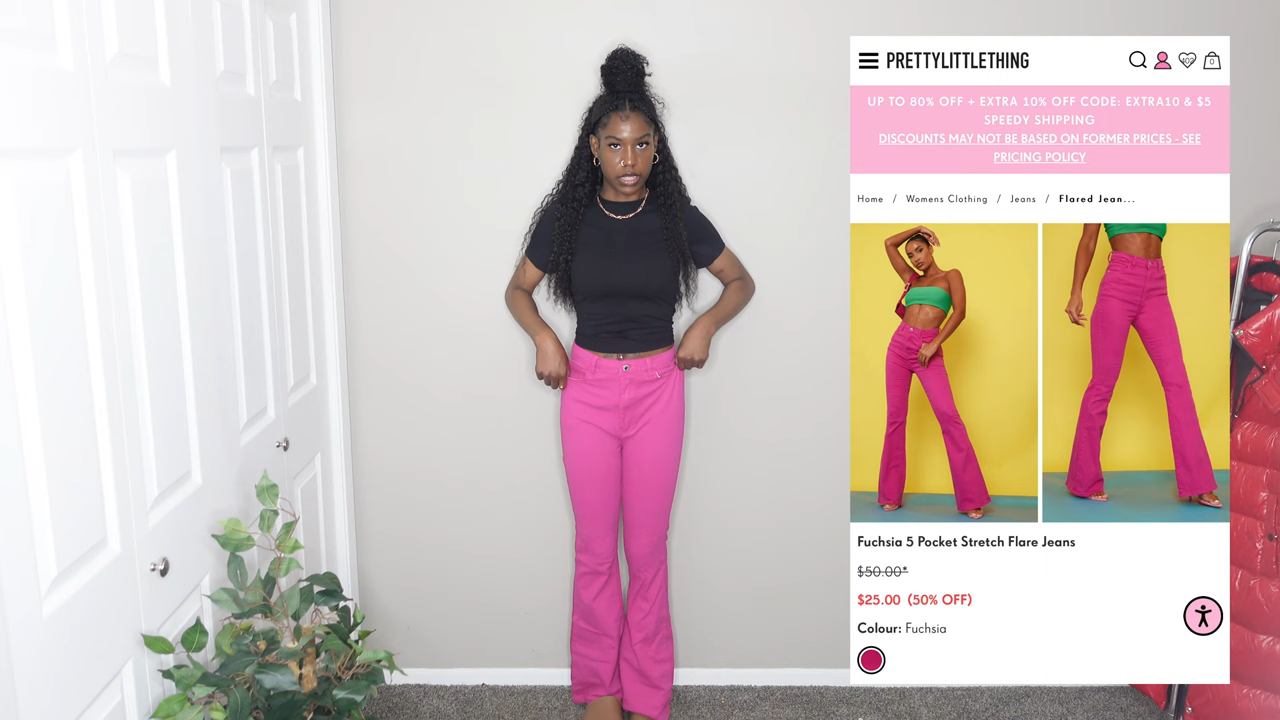 PRETTYLITTLETHING
0
UP TO 80% OFF + EXTRA 10% OFF CODE: EXTRA10 & $5
SPEEDY SHIPPING
DISCOUNTS MAY NOT BE BASED ON FORMER PRICES - SEE
PRICING POLICY
Home / Womens Clothing / Jeans / Flared Jean...
Fuchsia 5 Pocket Stretch Flare Jeans
$50.00*
$25.00 (50% OFF)
Colour: Fuchsia